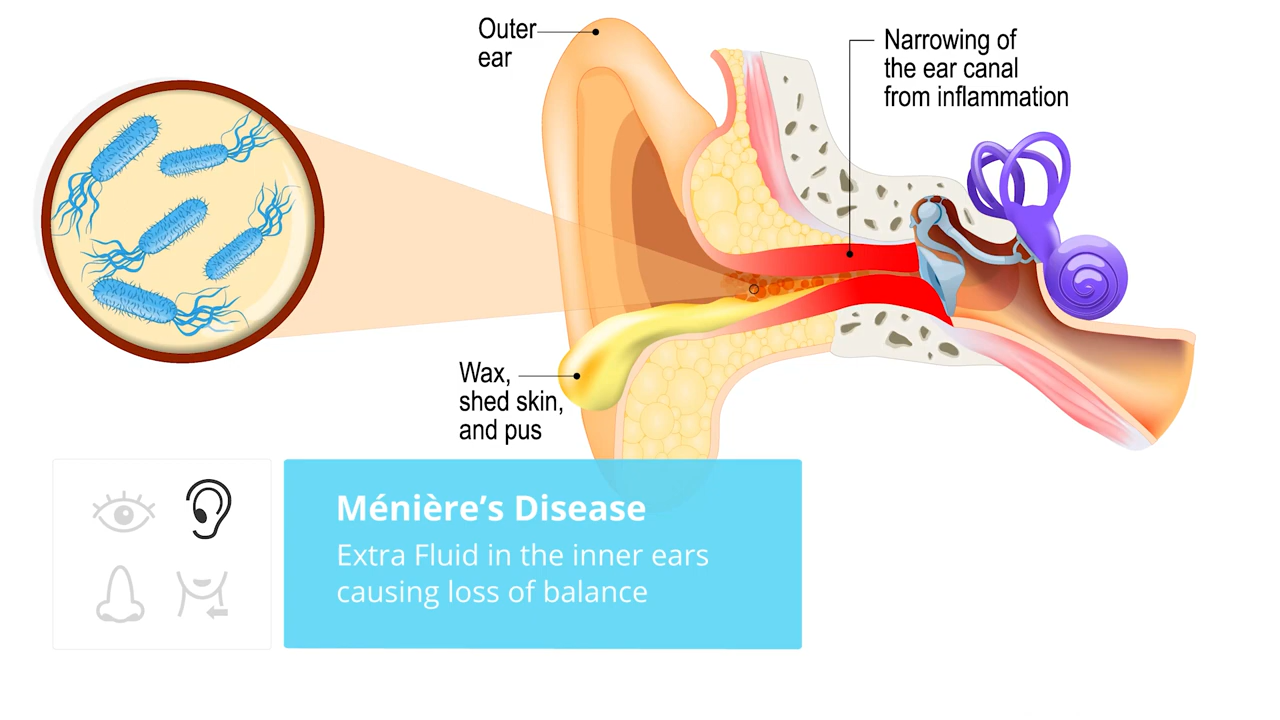 Outer
ear
Narrowing of
the ear canal
from inflammation
Wax,
shed skin,
and pus
Ménière’s Disease
Extra Fluid in the inner ears
causing loss of balance